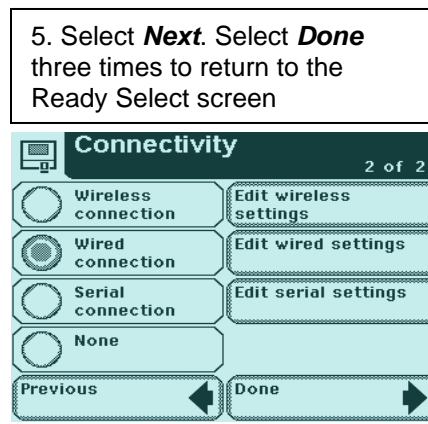 5. Select Next. Select Done
three times to return to the
Ready Select screen
Connectivity
2 of 2
Wireless
connection
Edit wireless
settings
Wired
connection
Edit wired settings
Serial
connection
Edit serial settings
None
Previous
Done